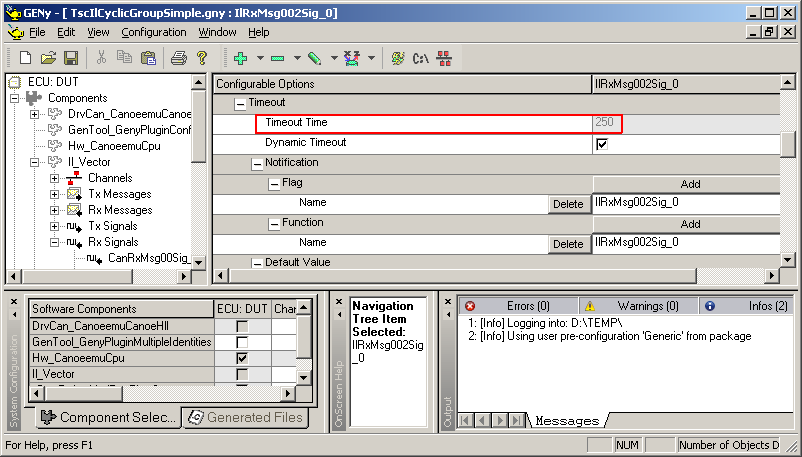 GENy - [ TscIlCyclicGroupSimple.gny : IlRxMsg002Sig_0]
File Edit View Configuration Window Help
ECU: DUT
Components
DrvCan_CanoeemuCanoe
GenTool_GenyPluginConf
Hw_CanoeemuCpu
Il_Vector
Channels
Tx Messages
Rx Messages
Tx Signals
Rx Signals
CanRxMsg00Sig_
Configurable Options IlRxMsg002Sig_0
Timeout
Timeout Time 250
Dynamic Timeout
Notification
Flag Add
Name Delete IlRxMsg002Sig_0
Function Add
Name Delete IlRxMsg002Sig_0
Default Value
System Configuration
Software Components ECU: DUT Cha
DrvCan_CanoeemuCanoeHll
GenTool_GenyPluginMultipleIdentities
Hw_CanoeemuCpu
Il_Vector
Component Selec...
Generated Files
OnScreen Help
Navigation
Tree Item
Selected:
IlRxMsg002Sig
_0
Output
Errors (0) Warnings (0) Infos (2)
1: [Info] Logging into: D:\TEMP\
2: [Info] Using user pre-configuration 'Generic' from package
Messages
For Help, press F1
NUM
Number of Objects D